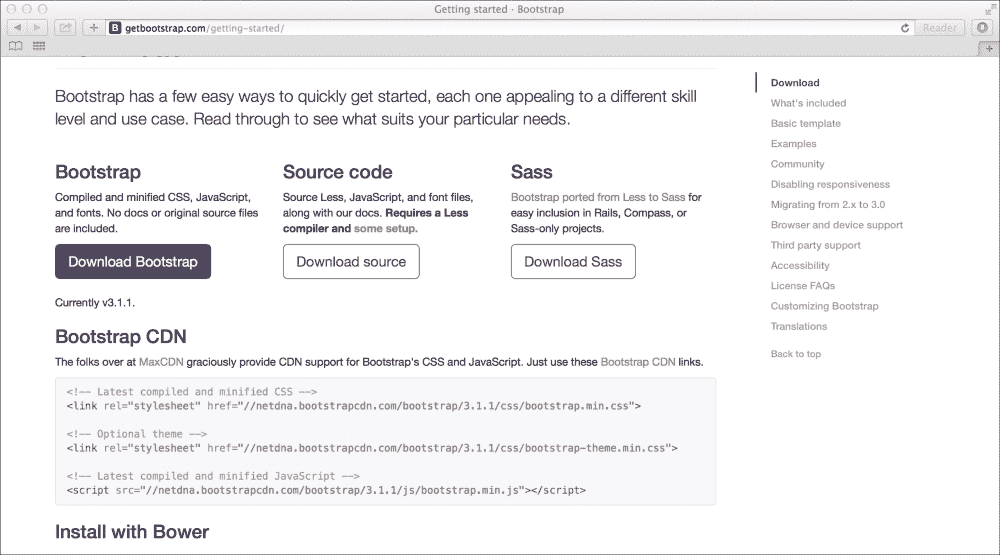 Getting started · Bootstrap
getbootstrap.com/getting-started/
Reader
Bootstrap has a few easy ways to quickly get started, each one appealing to a different skill
level and use case. Read through to see what suits your particular needs.
Bootstrap
Compiled and minified CSS, JavaScript,
and fonts. No docs or original source files
are included.
Download Bootstrap
Currently v3.1.1.
Source code
Source Less, JavaScript, and font files,
along with our docs. Requires a Less
compiler and some setup.
Download source
Sass
Bootstrap ported from Less to Sass for
easy inclusion in Rails, Compass, or
Sass-only projects.
Download Sass
Bootstrap CDN
The folks over at MaxCDN graciously provide CDN support for Bootstrap's CSS and JavaScript. Just use these Bootstrap CDN links.
<!-- Latest compiled and minified CSS -->
<link rel="stylesheet" href="//netdna.bootstrapcdn.com/bootstrap/3.1.1/css/bootstrap.min.css">
<!-- Optional theme -->
<link rel="stylesheet" href="//netdna.bootstrapcdn.com/bootstrap/3.1.1/css/bootstrap-theme.min.css">
<!-- Latest compiled and minified JavaScript -->
<script src="//netdna.bootstrapcdn.com/bootstrap/3.1.1/js/bootstrap.min.js"></script>
Install with Bower
Download
What's included
Basic template
Examples
Community
Disabling responsiveness
Migrating from 2.x to 3.0
Browser and device support
Third party support
Accessibility
License FAQs
Customizing Bootstrap
Translations
Back to top